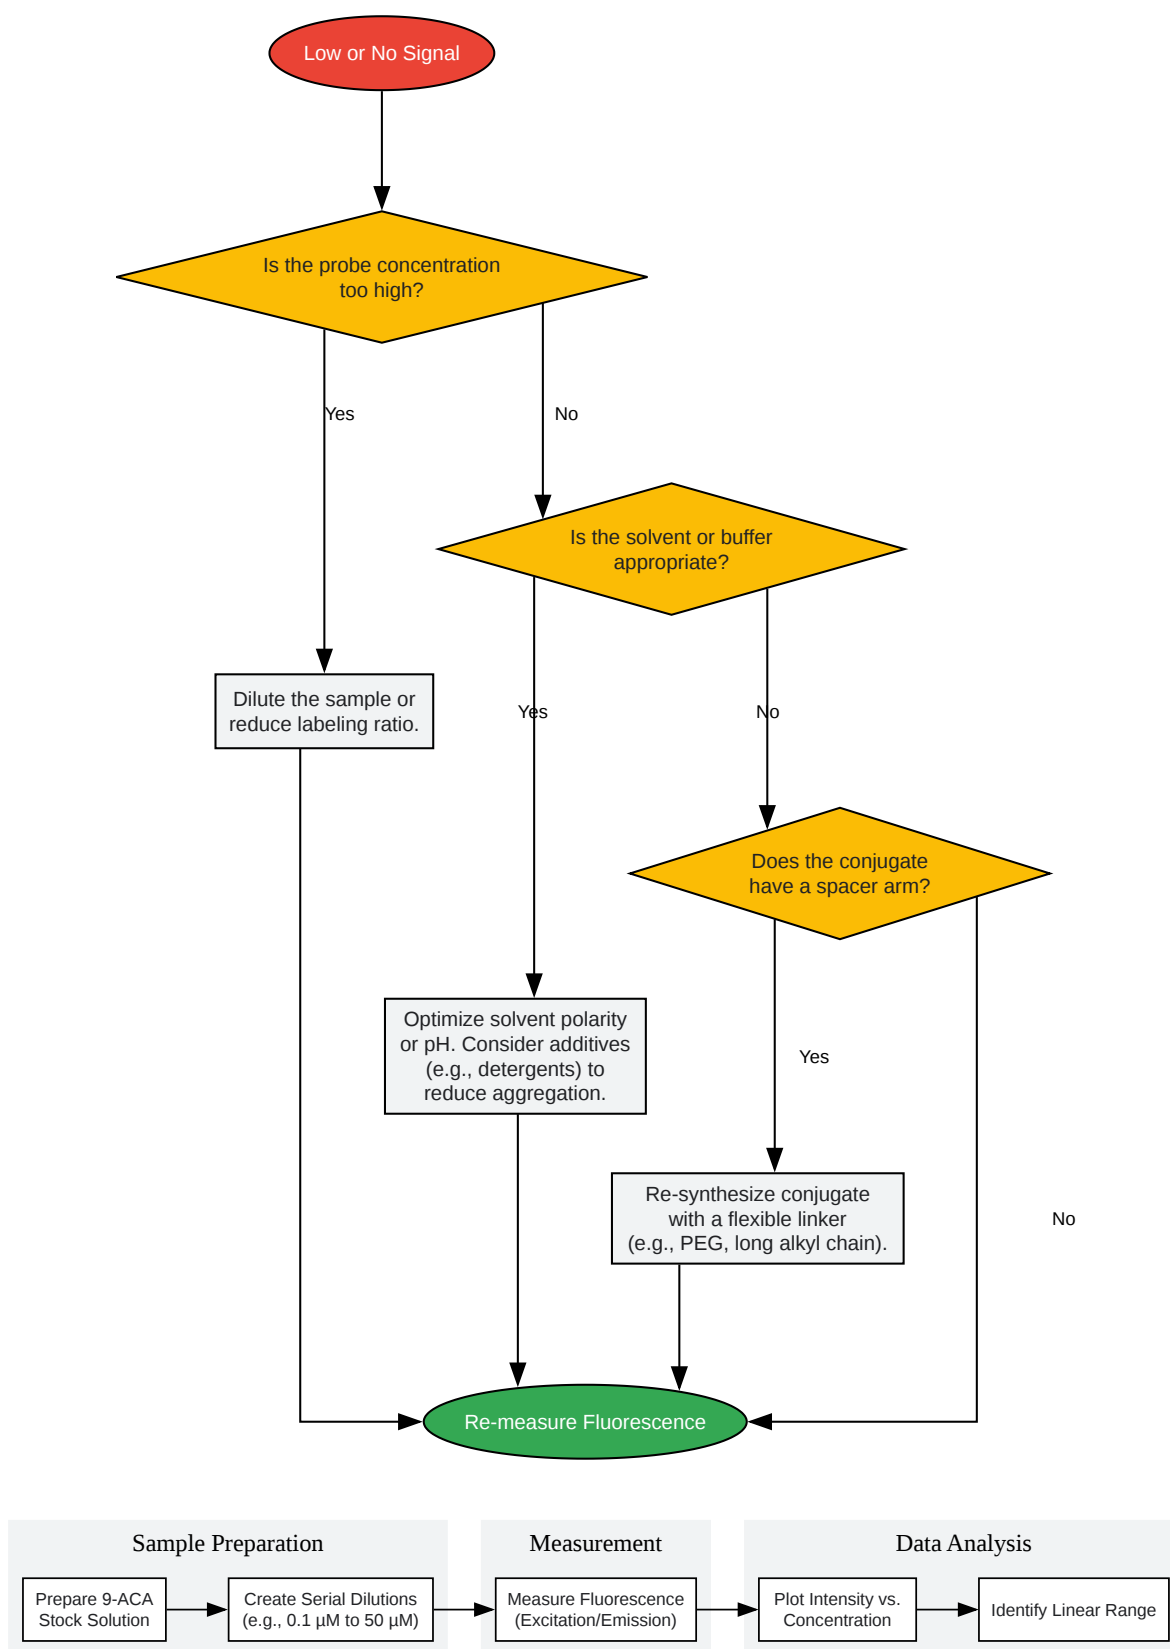 Low or No Signal
Is the probe concentration
too high?
Yes
No
Is the solvent or buffer
appropriate?
Dilute the sample or
reduce labeling ratio.
Yes
No
Does the conjugate
have a spacer arm?
Optimize solvent polarity
or pH. Consider additives
(e.g., detergents) to
reduce aggregation.
Yes
Re-synthesize conjugate
with a flexible linker
(e.g., PEG, long alkyl chain).
No
Re-measure Fluorescence
Sample Preparation
Prepare 9-ACA
Stock Solution
Create Serial Dilutions
(e.g., 0.1 µM to 50 µM)
Measurement
Measure Fluorescence
(Excitation/Emission)
Data Analysis
Plot Intensity vs.
Concentration
Identify Linear Range